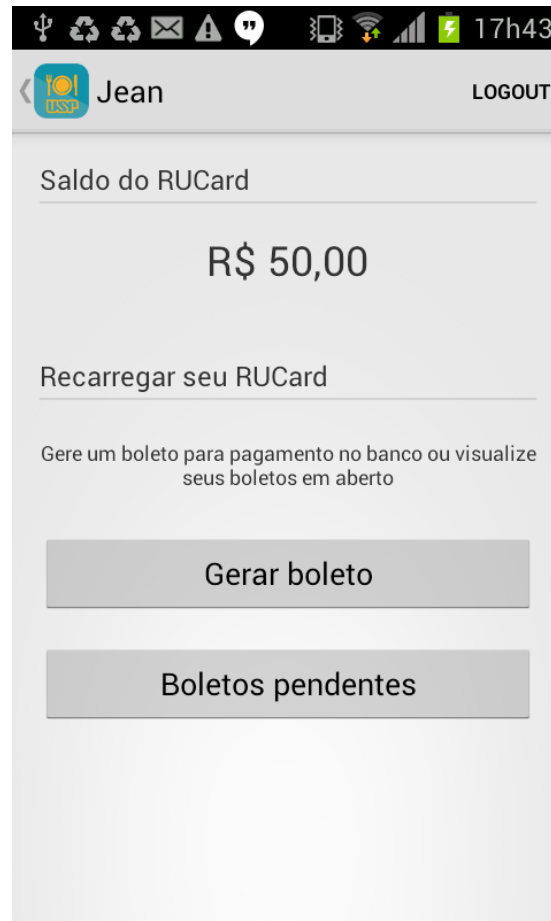 17h43
USP
Jean
LOGOUT
Saldo do RUCard
R$ 50,00
Recarregar seu RUCard
Gere um boleto para pagamento no banco ou visualize
seus boletos em aberto
Gerar boleto
Boletos pendentes